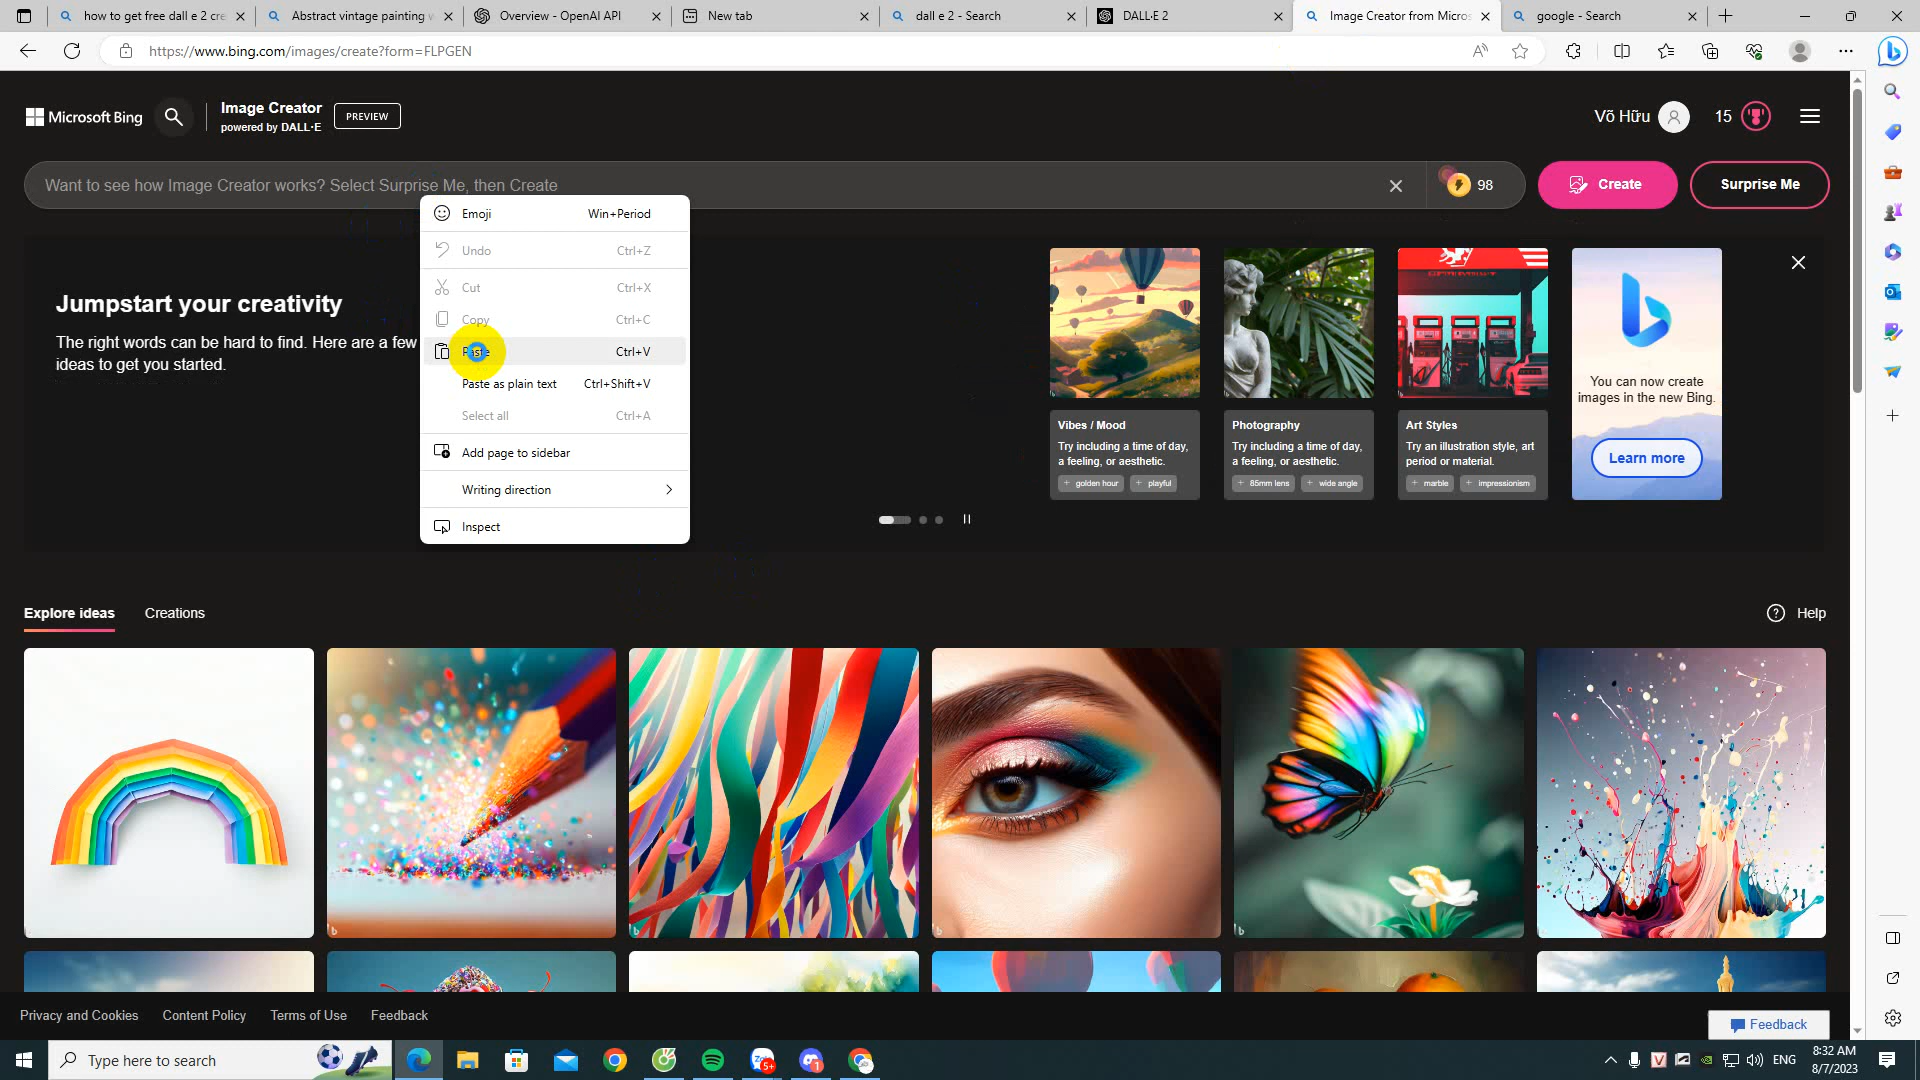 how to get free dall e 2 cre
Abstract vintage painting w
Overview - OpenAI API
New tab
dall e 2 - Search
DALL·E 2
Image Creator from Micros
google - Search
https://www.bing.com/images/create?form=FLPGEN
Microsoft Bing
Image Creator
powered by DALL·E
PREVIEW
Võ Hữu
15
Want to see how Image Creator works? Select Surprise Me, then Create
98
Create
Surprise Me
Emoji Win+Period
Undo Ctrl+Z
Cut Ctrl+X
Copy Ctrl+C
Paste Ctrl+V
Paste as plain text Ctrl+Shift+V
Select all Ctrl+A
Add page to sidebar
Writing direction
Inspect
Jumpstart your creativity
The right words can be hard to find. Here are a few
ideas to get you started.
Vibes / Mood
Try including a time of day,
a feeling, or aesthetic.
+ golden hour
+ playful
Photography
Try including a time of day,
a feeling, or aesthetic.
+ 85mm lens
+ wide angle
Art Styles
Try an illustration style, art
period or material.
+ marble
+ impressionism
You can now create
images in the new Bing.
Learn more
Explore ideas
Creations
Help
Privacy and Cookies
Content Policy
Terms of Use
Feedback
Feedback
Type here to search
Zalo
5+
1
ENG
8:32 AM
8/7/2023